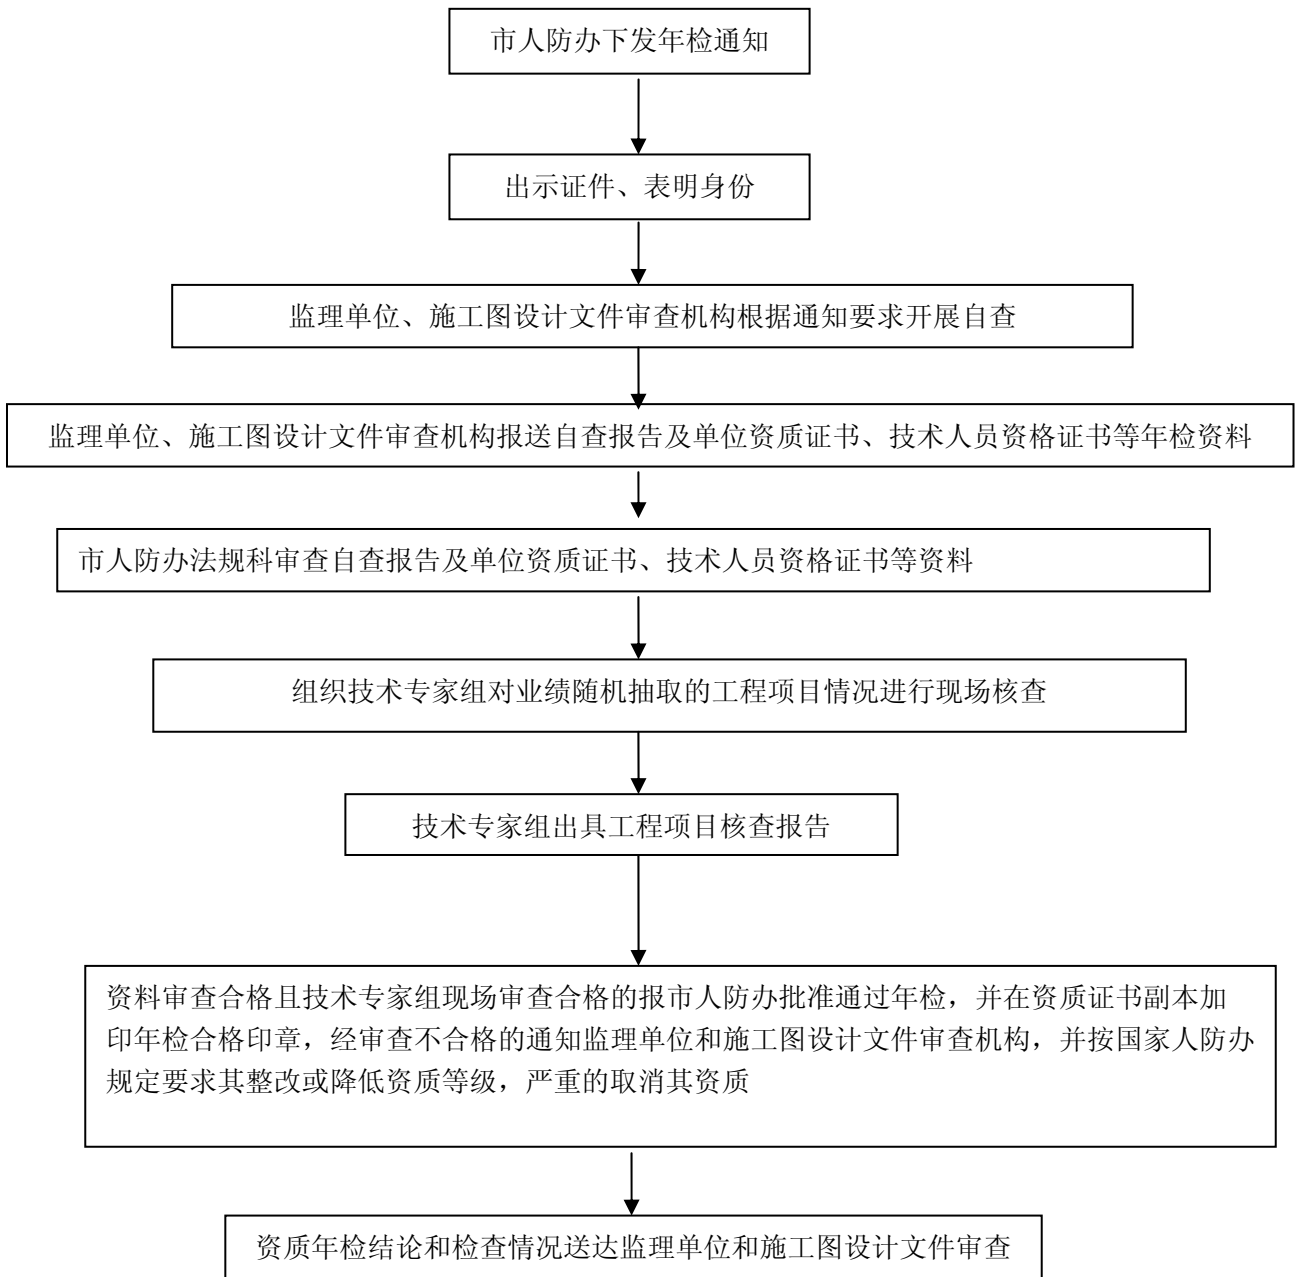 市人防办下发年检通知
出示证件、表明身份
监理单位、施工图设计文件审查机构根据通知要求开展自查
监理单位、施工图设计文件审查机构报送自查报告及单位资质证书、技术人员资格证书等年检资料
市人防办法规科审查自查报告及单位资质证书、技术人员资格证书等资料
组织技术专家组对业绩随机抽取的工程项目情况进行现场核查
技术专家组出具工程项目核查报告
资料审查合格且技术专家组现场审查合格的报市人防办批准通过年检，并在资质证书副本加
印年检合格印章，经审查不合格的通知监理单位和施工图设计文件审查机构，并按国家人防办
规定要求其整改或降低资质等级，严重的取消其资质
资质年检结论和检查情况送达监理单位和施工图设计文件审查